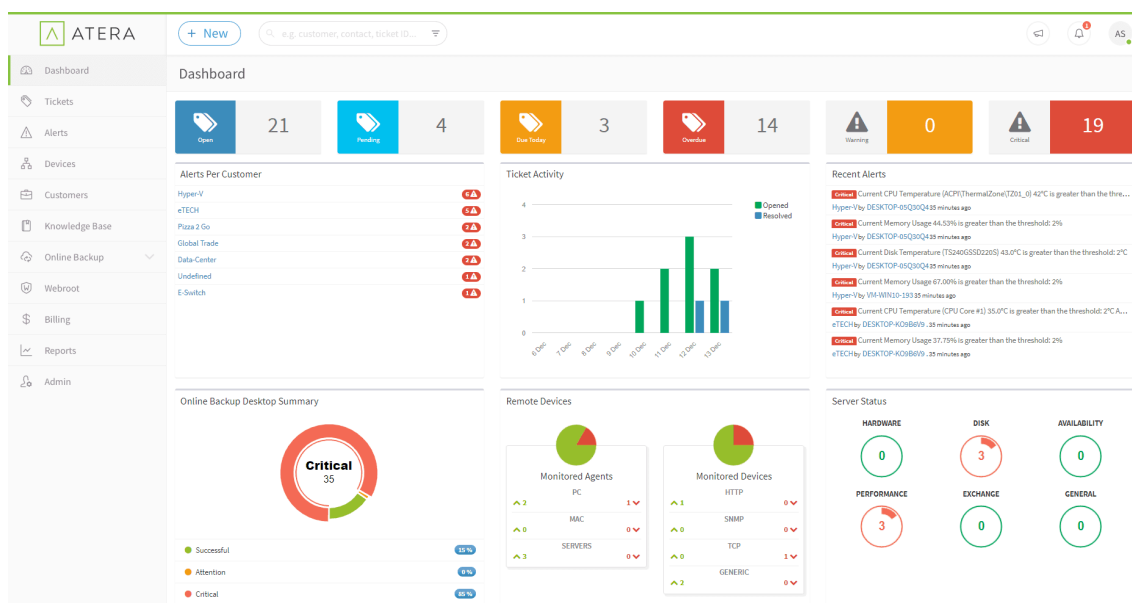 ATERA
+ New
e.g. customer, contact, ticket ID...
1
AS
Dashboard
Tickets
Alerts
Devices
Customers
Knowledge Base
Online Backup
Webroot
Billing
Reports
Admin
Dashboard
Open
21
Pending
4
Due Today
3
Overdue
14
Warning
0
Critical
19
Alerts Per Customer
Hyper-V 6
eTECH 5
Pizza 2 Go 2
Global Trade 2
Data-Center 2
Undefined 1
E-Switch 1
Ticket Activity
4
3
2
1
0
6 Dec
7 Dec
8 Dec
9 Dec
10 Dec
11 Dec
12 Dec
13 Dec
Opened
Resolved
Recent Alerts
Critical Current CPU Temperature (ACPI\ThermalZone\TZ01_0) 42°C is greater than the thre...
Hyper-V by DESKTOP-05Q30Q4 35 minutes ago
Critical Current Memory Usage 44.53% is greater than the threshold: 2%
Hyper-V by DESKTOP-05Q30Q4 35 minutes ago
Critical Current Disk Temperature (TS240GSSD220S) 43.0°C is greater than the threshold: 2°C
Hyper-V by DESKTOP-05Q30Q4 35 minutes ago
Critical Current Memory Usage 67.00% is greater than the threshold: 2%
Hyper-V by VM-WIN10-193 35 minutes ago
Critical Current CPU Temperature (CPU Core #1) 35.0°C is greater than the threshold: 2°C A...
eTECH by DESKTOP-KO9B6V9 . 35 minutes ago
Critical Current Memory Usage 37.75% is greater than the threshold: 2%
eTECH by DESKTOP-KO9B6V9 . 35 minutes ago
Online Backup Desktop Summary
Critical
35
Successful 15 %
Attention 0 %
Critical 85 %
Remote Devices
Monitored Agents
PC
2 1
MAC
0 0
SERVERS
3 0
Monitored Devices
HTTP
1 0
SNMP
0 0
TCP
0 1
GENERIC
2 0
Server Status
HARDWARE
0
DISK
3
AVAILABILITY
0
PERFORMANCE
3
EXCHANGE
0
GENERAL
0